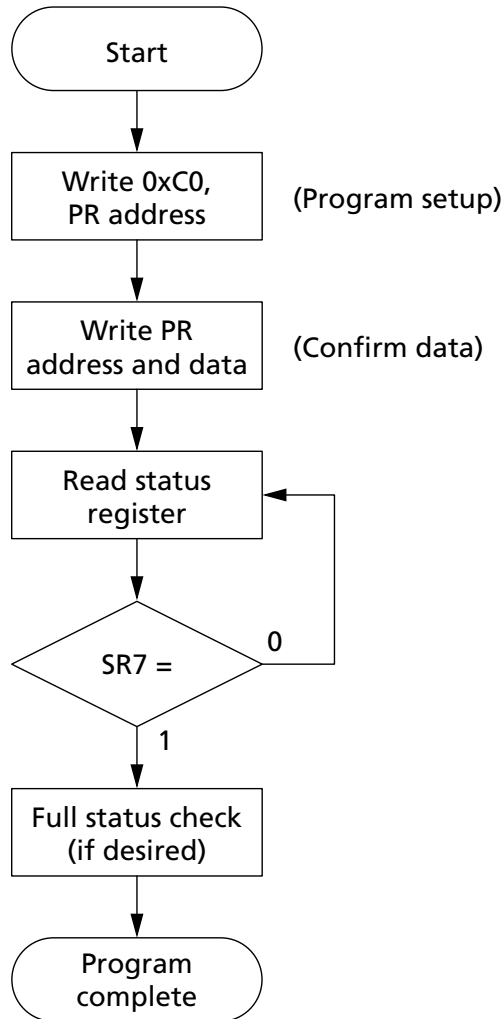 Start
Write 0xC0,
PR address
(Program setup)
Write PR
address and data
(Confirm data)
Read status
register
0
SR7 =
1
Full status check
(if desired)
Program
complete